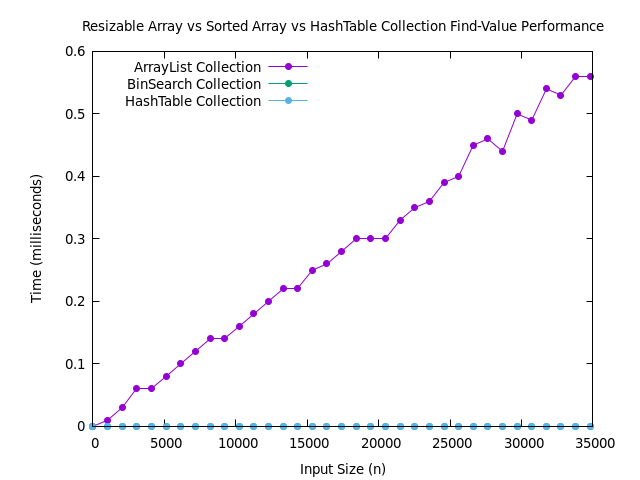 Resizable Array vs Sorted Array vs HashTable Collection Find-Value Performance
0.6
ArrayList Collection
BinSearch Collection
HashTable Collection
0.5
0.4
0.3
0.2
0.1
0
Time (milliseconds)
0 5000 10000 15000 20000 25000 30000 35000
Input Size (n)